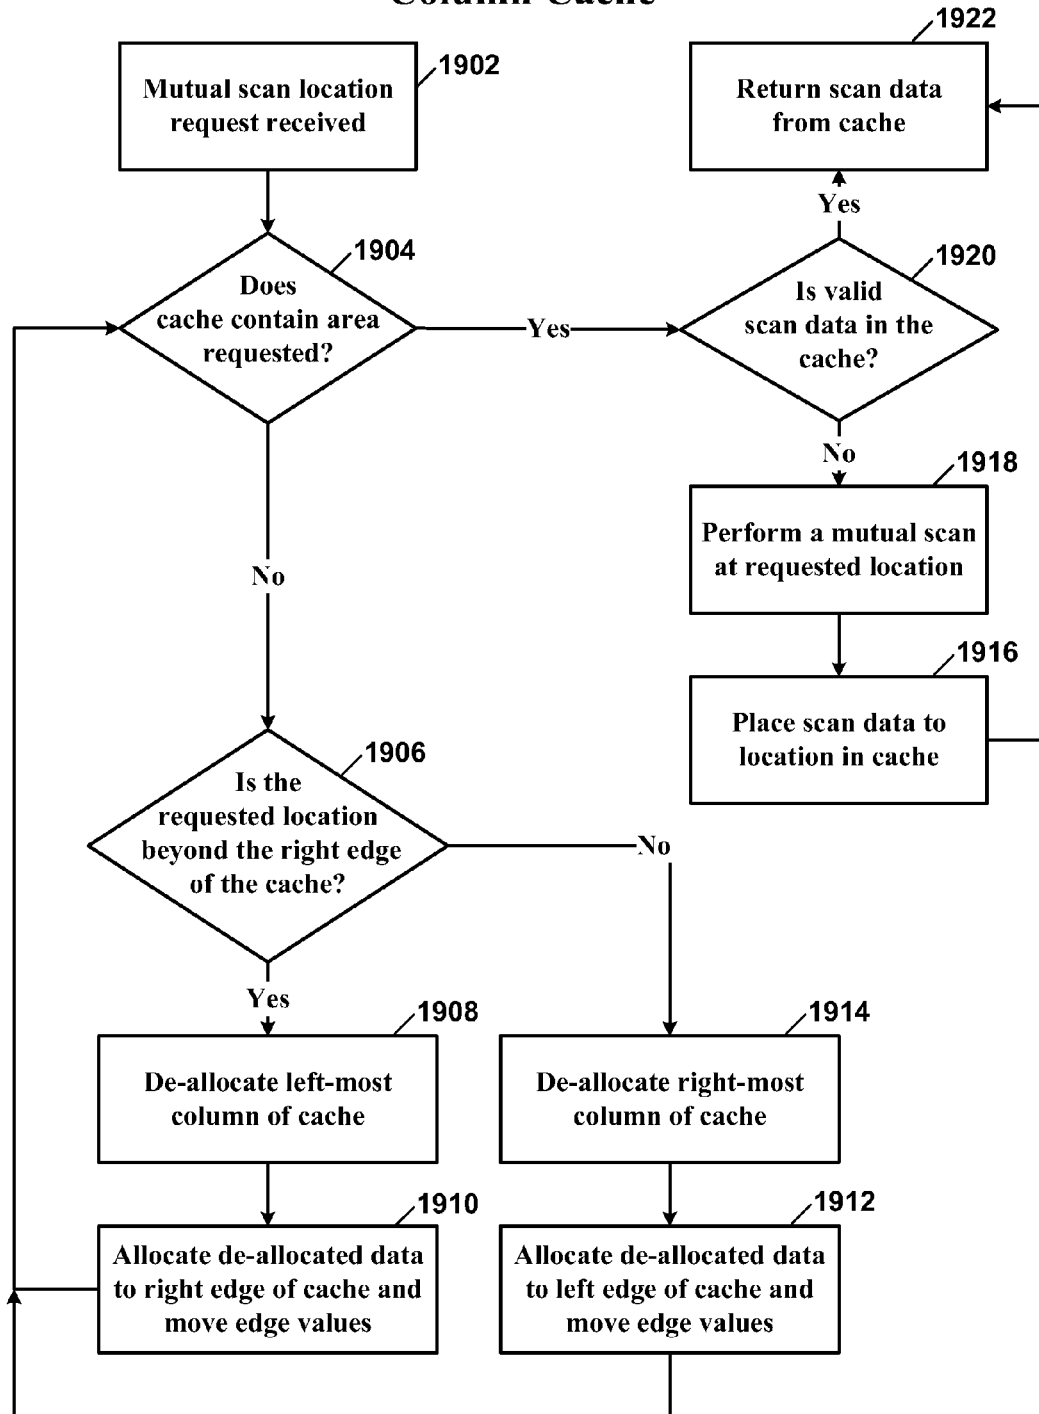 Column Cache
1902
Mutual scan location
request received
1922
Return scan data
from cache
Yes
1904
Does
cache contain area
requested?
Yes
1920
Is valid
scan data in the
cache?
No
1918
Perform a mutual scan
at requested location
No
1916
Place scan data to
location in cache
1906
Is the
requested location
beyond the right edge
of the cache?
No
Yes
1908
De-allocate left-most
column of cache
1914
De-allocate right-most
column of cache
1910
Allocate de-allocated data
to right edge of cache and
move edge values
1912
Allocate de-allocated data
to left edge of cache and
move edge values